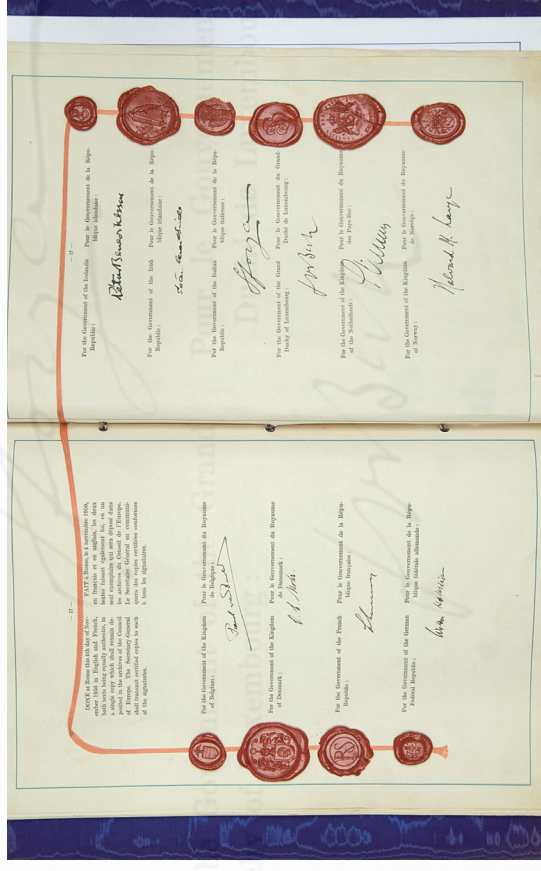 — 17 —
DONE at Rome this 4th day of Nov-
ember 1950 in English and French,
both texts being equally authentic, in
a single copy which shall remain de-
posited in the archives of the Council
of Europe. The Secretary-General
shall transmit certified copies to each
of the signatories.
FAIT à Rome, le 4 novembre 1950,
en français et en anglais, les deux
textes faisant également foi, en un
seul exemplaire qui sera déposé dans
les archives du Conseil de l'Europe.
Le Secrétaire Général en communi-
quera des copies certifiées conformes
à tous les signataires.
For the Government of the Kingdom
of Belgium:
Pour le Gouvernement du Royaume
de Belgique:
For the Government of the Kingdom
of Denmark:
Pour le Gouvernement du Royaume
de Danemark:
For the Government of the French
Republic:
Pour le Gouvernement de la Répu-
blique française:
For the Government of the German
Federal Republic:
Pour le Gouvernement de la Répu-
blique fédérale allemande:
For the Government of the Icelandic
Republic:
Pour le Gouvernement de la Répu-
blique islandaise:
For the Government of the Irish
Republic:
Pour le Gouvernement de la Répu-
blique irlandaise:
For the Government of the Italian
Republic:
Pour le Gouvernement de la Répu-
blique italienne:
Sforza
For the Government of the Grand
Duchy of Luxembourg:
Pour le Gouvernement du Grand-
Duché de Luxembourg:
Jos Bech
For the Government of the Kingdom
of the Netherlands:
Pour le Gouvernement du Royaume
des Pays-Bas:
For the Government of the Kingdom
of Norway:
Pour le Gouvernement du Royaume
de Norvège:
Halvard M. Lange